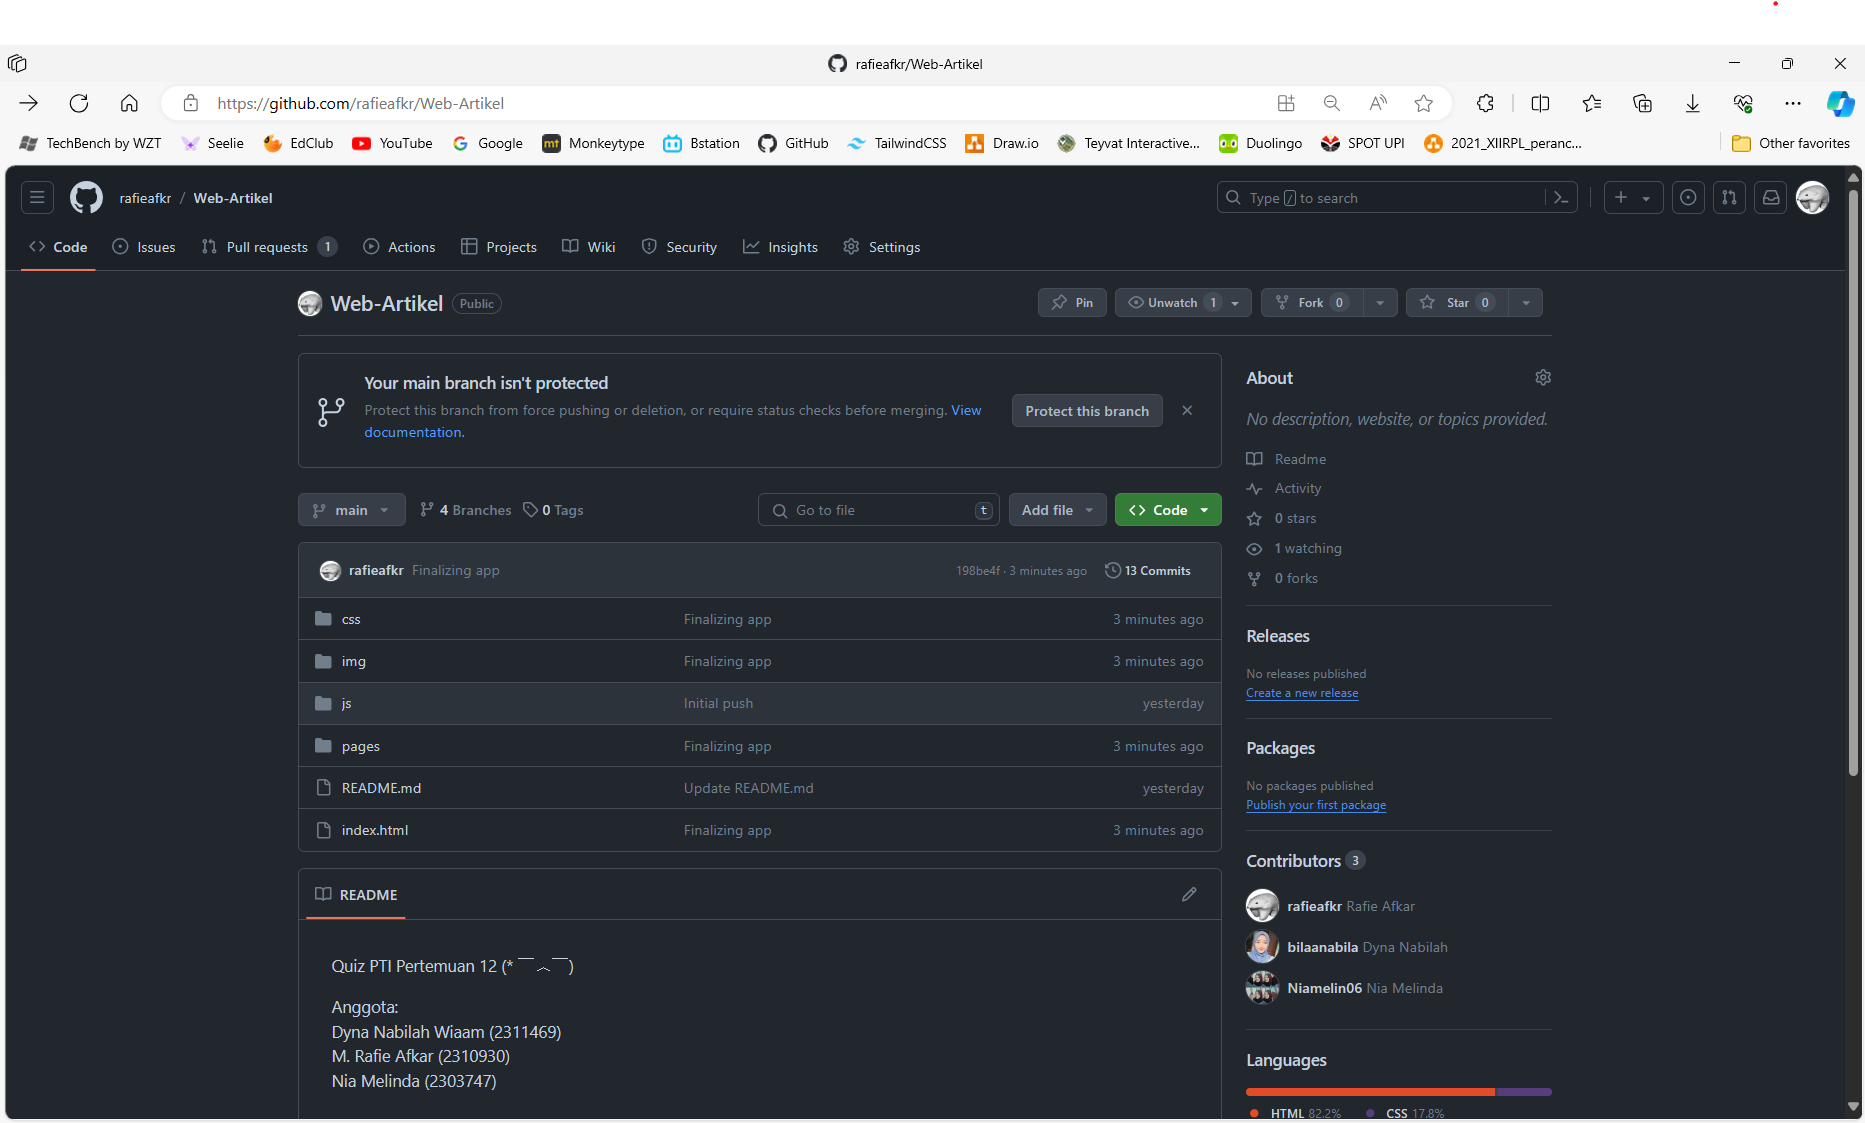 rafieafkr/Web-Artikel
https://github.com/rafieafkr/Web-Artikel
TechBench by WZT Seelie EdClub YouTube Google Monkeytype Bstation GitHub TailwindCSS Draw.io Teyvat Interactive... Duolingo SPOT UPI 2021_XIIRPL_peranc... Other favorites
rafieafkr / Web-Artikel Type / to search
Code Issues Pull requests 1 Actions Projects Wiki Security Insights Settings
Web-Artikel Public Pin Unwatch 1 Fork 0 Star 0
Your main branch isn't protected
Protect this branch from force pushing or deletion, or require status checks before merging. View
documentation.
Protect this branch
main 4 Branches 0 Tags Go to file t Add file Code
rafieafkr Finalizing app 198be4f · 3 minutes ago 13 Commits
css Finalizing app 3 minutes ago
img Finalizing app 3 minutes ago
js Initial push yesterday
pages Finalizing app 3 minutes ago
README.md Update README.md yesterday
index.html Finalizing app 3 minutes ago
README
Quiz PTI Pertemuan 12 (*￣︿￣)
Anggota:
Dyna Nabilah Wiaam (2311469)
M. Rafie Afkar (2310930)
Nia Melinda (2303747)
About
No description, website, or topics provided.
Readme
Activity
0 stars
1 watching
0 forks
Releases
No releases published
Create a new release
Packages
No packages published
Publish your first package
Contributors 3
rafieafkr Rafie Afkar
bilaanabila Dyna Nabilah
Niamelin06 Nia Melinda
Languages
HTML 82.2% CSS 17.8%